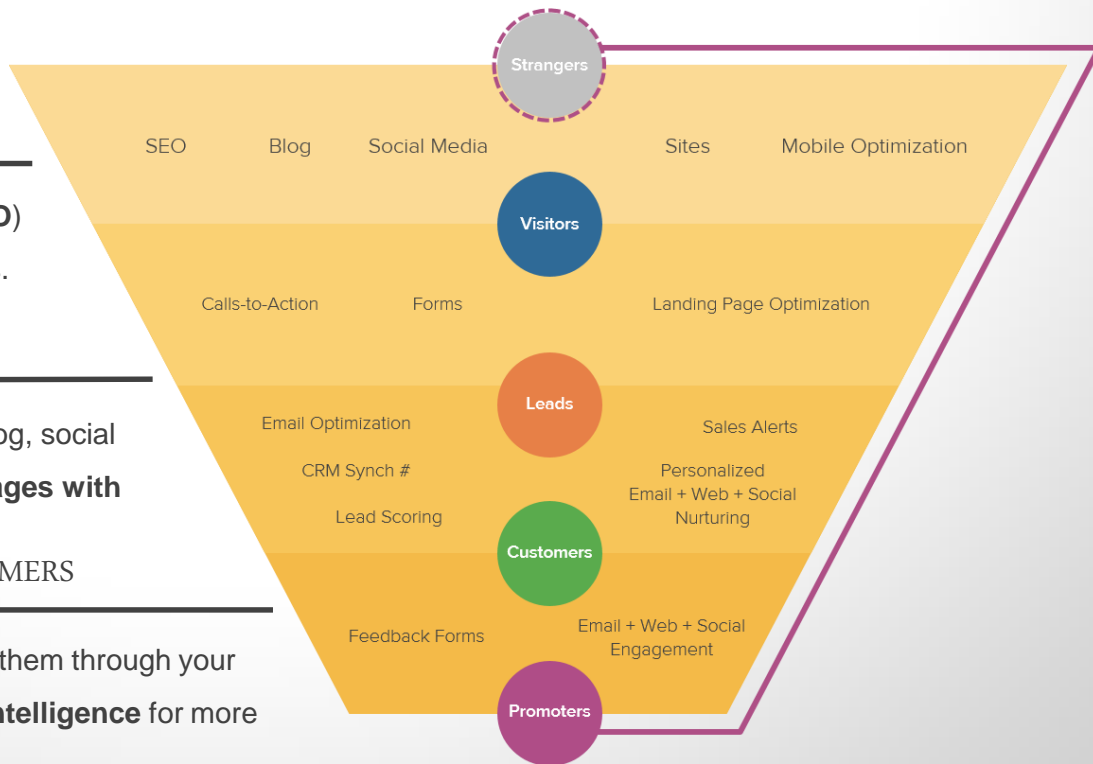 O)
.
og, social
ages with
MERS
them through your
ntelligence for more
Strangers
SEO Blog Social Media Sites Mobile Optimization
Visitors
Calls-to-Action Forms Landing Page Optimization
Leads
Email Optimization
CRM Synch #
Lead Scoring
Sales Alerts
Personalized
Email + Web + Social
Nurturing
Customers
Feedback Forms
Email + Web + Social
Engagement
Promoters